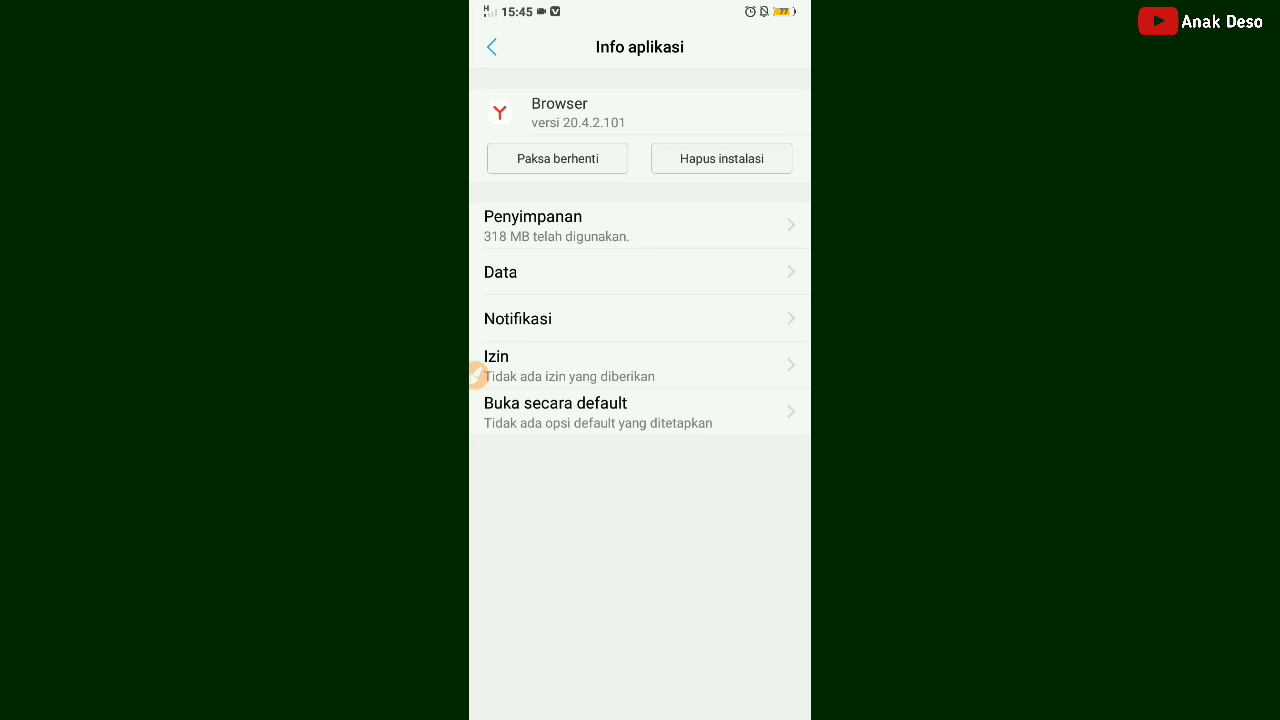 H 15:45 77
Anak Deso
Info aplikasi
Y
Browser
versi 20.4.2.101
Paksa berhenti
Hapus instalasi
Penyimpanan
318 MB telah digunakan.
Data
Notifikasi
Izin
Tidak ada izin yang diberikan
Buka secara default
Tidak ada opsi default yang ditetapkan